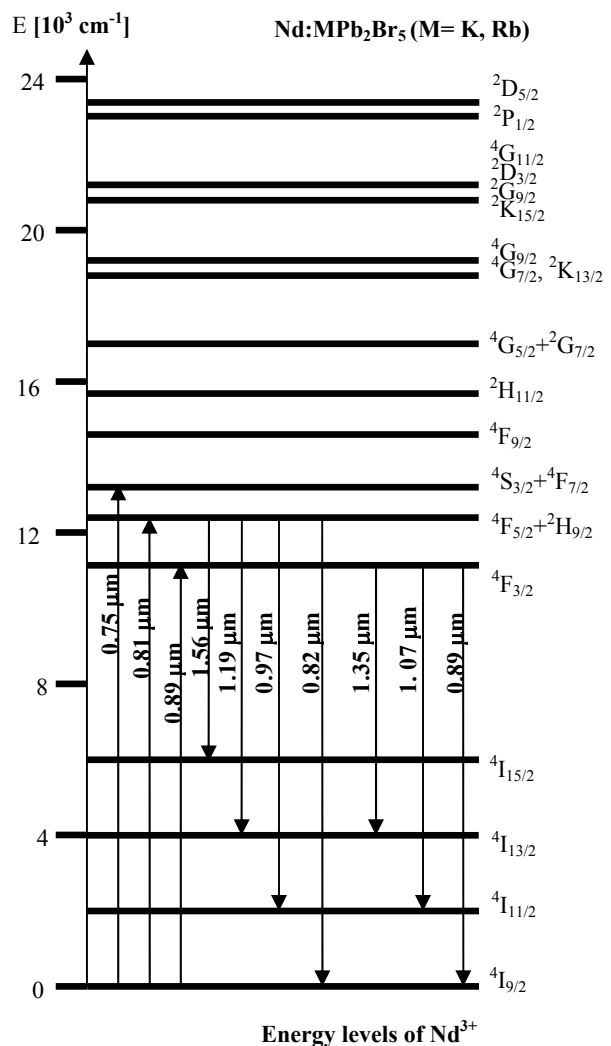 E [10³ cm⁻¹] Nd:MPb₂Br₅ (M= K, Rb)
24
²D₅/₂
²P₁/₂
⁴G₁₁/₂
²D₃/₂
²G₉/₂
²K₁₅/₂
20
⁴G₉/₂
⁴G₇/₂, ²K₁₃/₂
⁴G₅/₂+²G₇/₂
16
²H₁₁/₂
⁴F₉/₂
⁴S₃/₂+⁴F₇/₂
12
⁴F₅/₂+²H₉/₂
⁴F₃/₂
0.75 µm
0.81 µm
0.89 µm
1.56 µm
1.19 µm
0.97 µm
0.82 µm
1.35 µm
1. 07 µm
0.89 µm
8
⁴I₁₅/₂
4
⁴I₁₃/₂
⁴I₁₁/₂
0
⁴I₉/₂
Energy levels of Nd³⁺